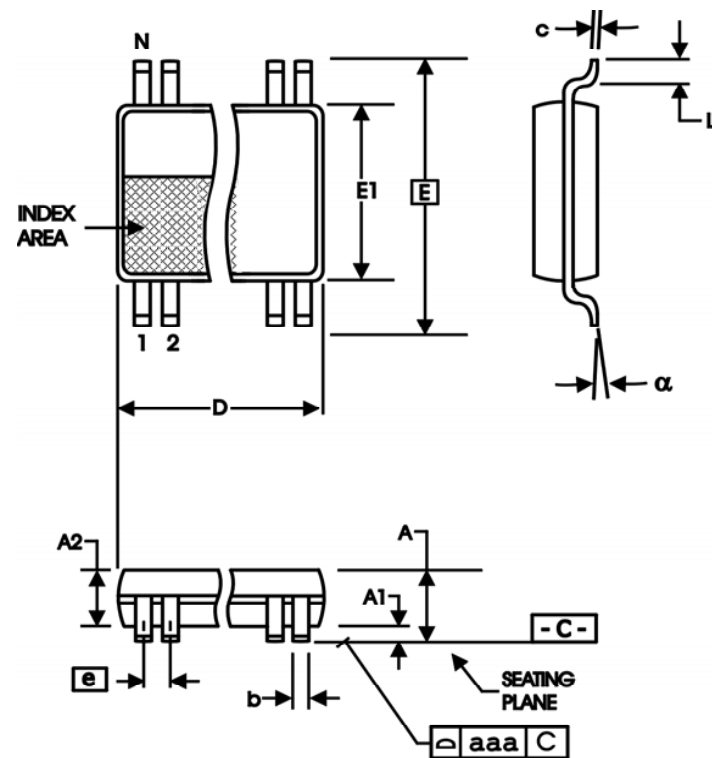 N
c
L
E1
E
INDEX
AREA
1 2
α
D
A2
A
A1
- C -
e
b
SEATING
PLANE
aaa C